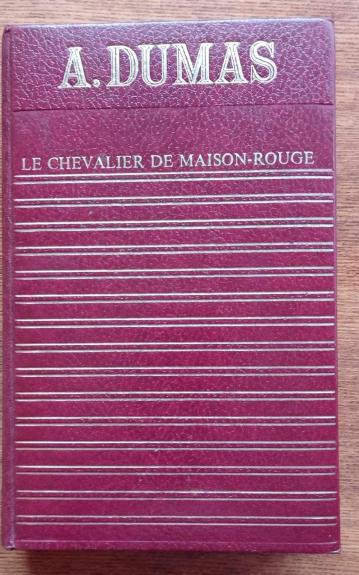 A. DUMAS
LE CHEVALIER DE MAISON-ROUGE